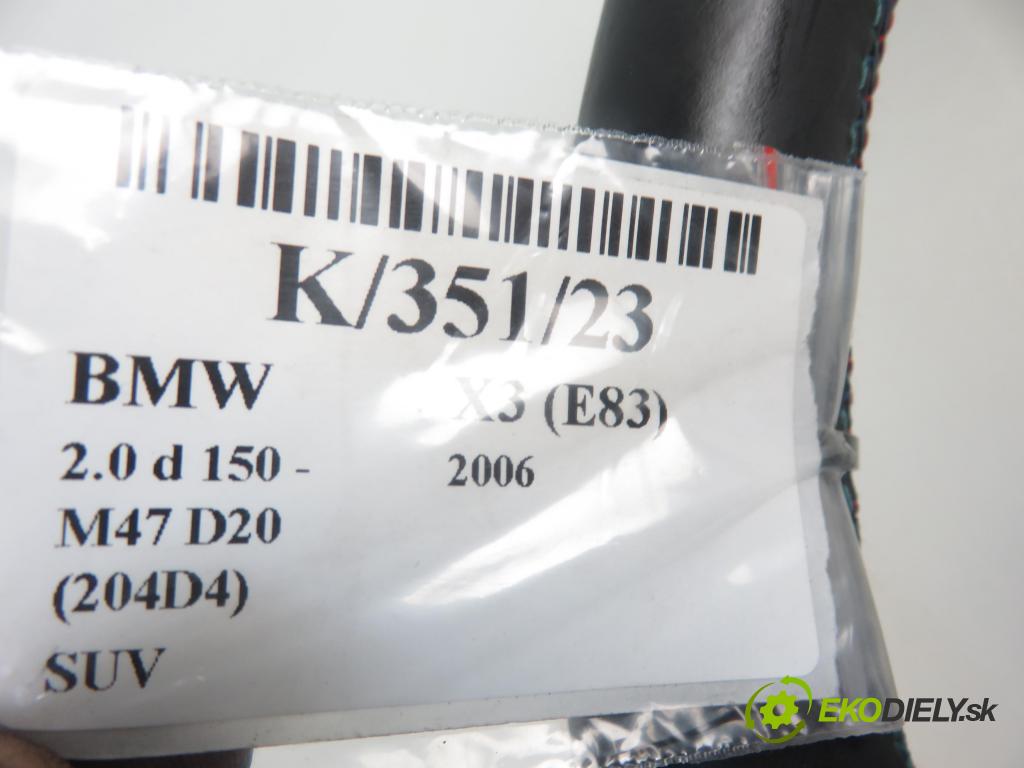 K/351/23
BMW X3 (E83)
2.0 d 150 - 2006
M47 D20
(204D4)
SUV
EKODIELY.sk